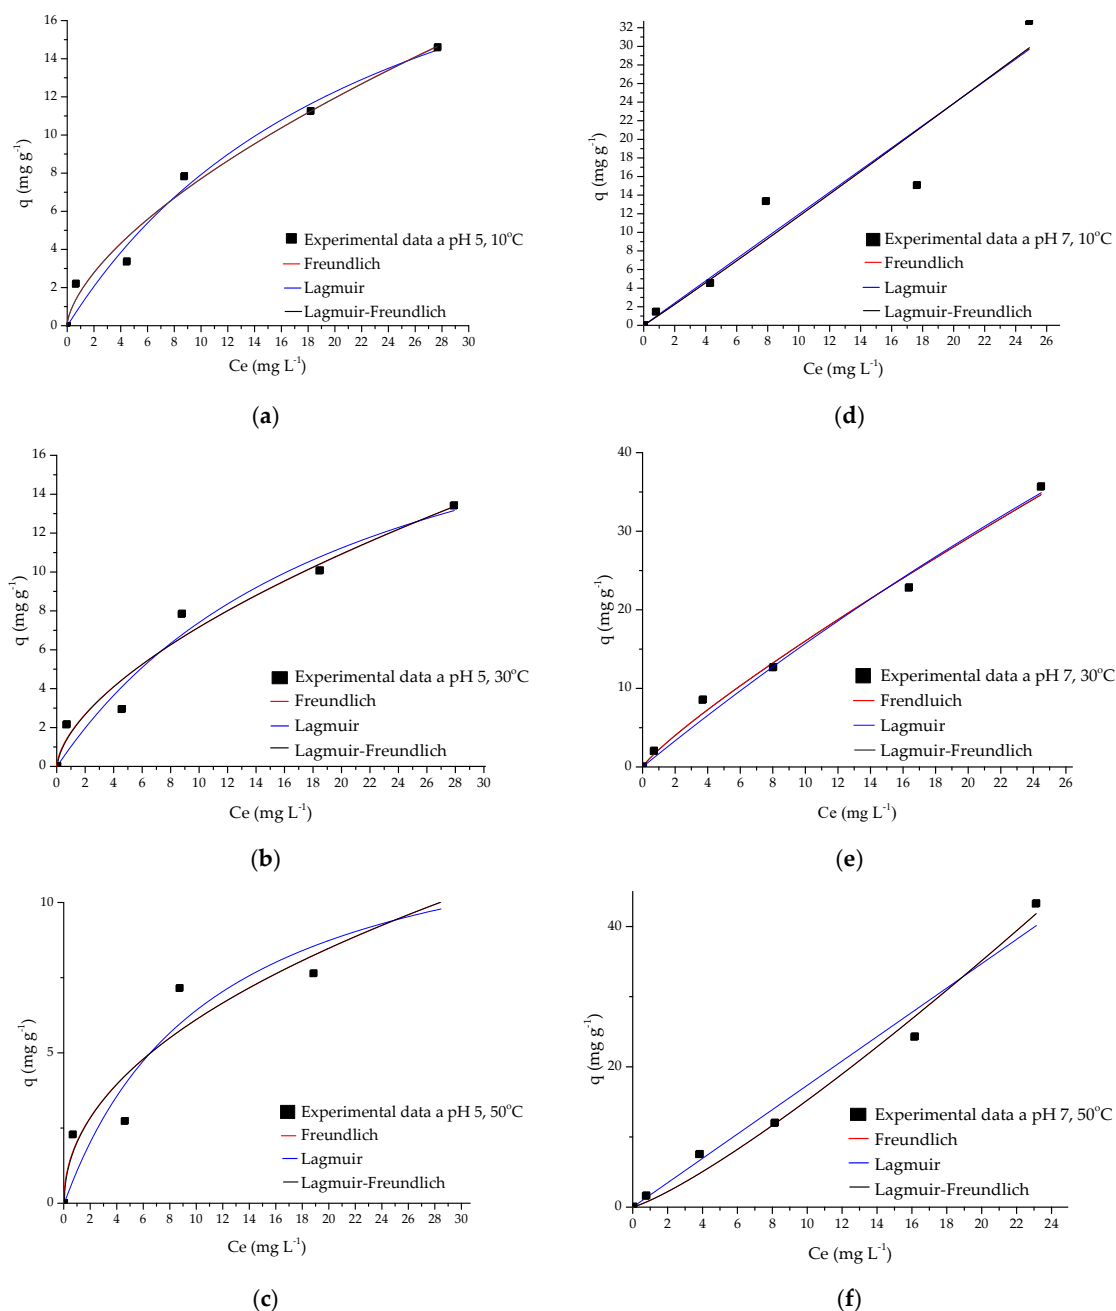 16
14
12
10
8
6
4
2
0
q (mg g-1)
Experimental data a pH 5, 10°C
Freundlich
Lagmuir
Lagmuir-Freundlich
0 2 4 6 8 10 12 14 16 18 20 22 24 26 28 30
Ce (mg L-1)
(a)
32
30
28
26
24
22
20
18
16
14
12
10
8
6
4
2
0
q (mg g-1)
Experimental data a pH 7, 10°C
Freundlich
Lagmuir
Lagmuir-Freundlich
0 2 4 6 8 10 12 14 16 18 20 22 24 26
Ce (mg L-1)
(d)
16
14
12
10
8
6
4
2
0
q (mg g-1)
Experimental data a pH 5, 30°C
Freundlich
Lagmuir
Lagmuir-Freundlich
0 2 4 6 8 10 12 14 16 18 20 22 24 26 28 30
Ce (mg L-1)
(b)
40
30
20
10
0
q (mg g-1)
Experimental data a pH 7, 30°C
Frendluich
Lagmuir
Lagmuir-Freundlich
0 2 4 6 8 10 12 14 16 18 20 22 24 26
Ce (mg L-1)
(e)
10
5
0
q (mg g-1)
Experimental data a pH 5, 50°C
Freundlich
Lagmuir
Lagmuir-Freundlich
0 2 4 6 8 10 12 14 16 18 20 22 24 26 28 30
Ce (mg L-1)
(c)
40
20
0
q (mg g-1)
Experimental data a pH 7, 50°C
Freundlich
Lagmuir
Lagmuir-Freundlich
0 2 4 6 8 10 12 14 16 18 20 22 24
Ce (mg L-1)
(f)